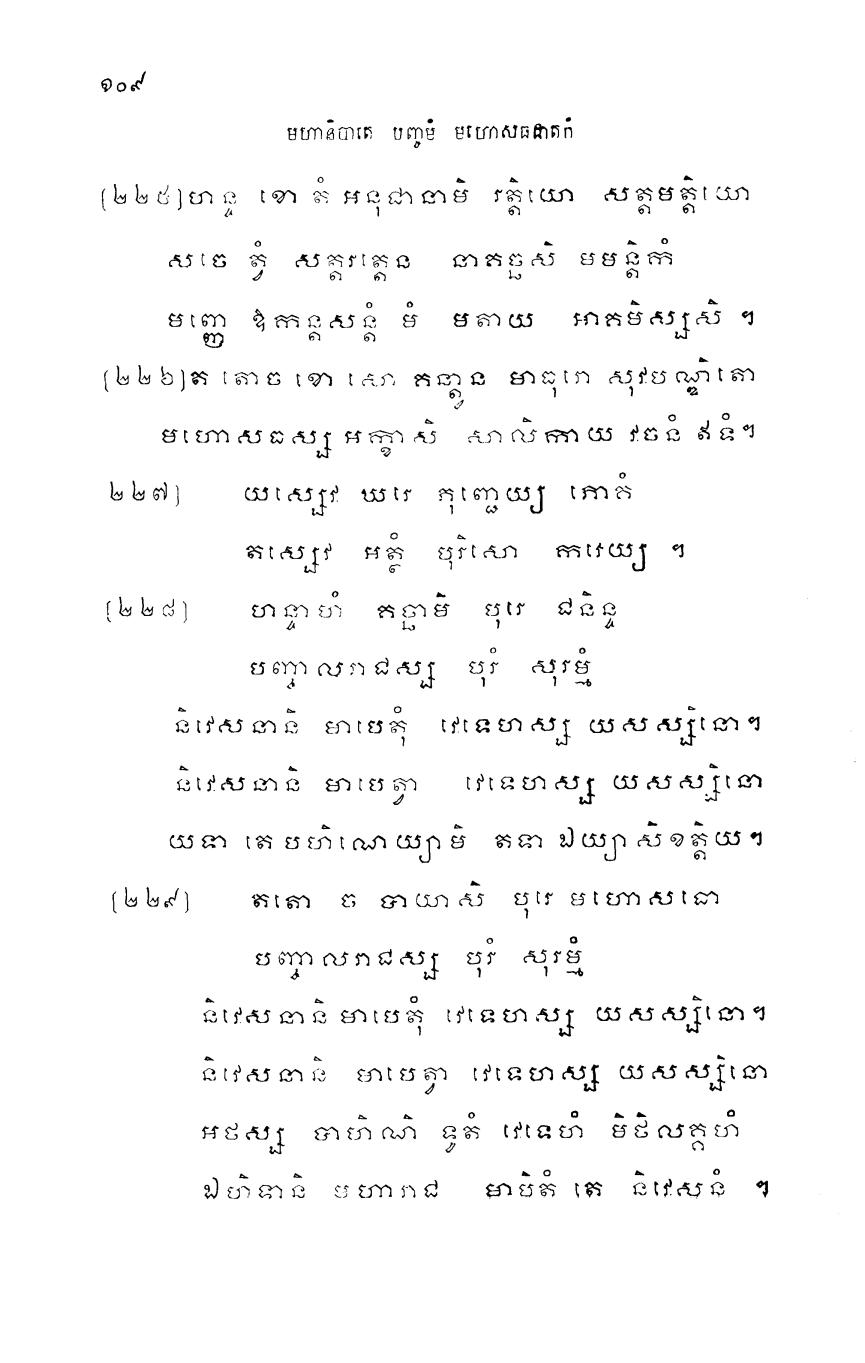 ១០៩
មហានិបាតេ បញ្ចមំ មហោសធជាតកំ
(២២៥) ហន្ទ ខោ តំ អនុជានាមិ រត្តិយោ សត្តមត្តិយោ
សចេ ត្វំ សត្តរត្តេន នាគច្ឆសិ មមន្តិកំ
មញ្ញេ ឱកន្តសន្តំ មំ មតាយ អាគមិស្សសិ ។
(២២៦) ត តោច ខោ សោ គន្ត្វាន មាធុរោ សុវបណ្ឌិតោ
មហោសធស្ស អក្ខាសិ សាលិកាយ វចនំ ឥទំ។
២២៧) យស្សេវ ឃរេ ភុញ្ជេយ្យ ភោគំ
តស្សេវ អត្ថំ បុរិសោ ចរេយ្យ ។
(២២៨) ហន្ទាហំ គច្ឆាមិ បុរេ ជនិន្ទ
បញ្ចាលរាជស្ស បុរំ សុរម្មំ
និវេសនានិ មាបេតុំ វេទេហស្ស យសស្សិនោ។
និវេសនានិ មាបេត្វា វេទេហស្ស យសស្សិនោ
យទា តេ បហិណេយ្យាមិ តទា ឯយ្យាសិ ខត្តិយ។
(២២៩) តតោ ច បាយាសិ បុរេ មហោសធោ
បញ្ចាលរាជស្ស បុរំ សុរម្មំ
និវេសនានិ មាបេតុំ វេទេហស្ស យសស្សិនោ។
និវេសនានិ មាបេត្វា វេទេហស្ស យសស្សិនោ
អថស្ស បាហិណិ ទូតំ វេទេហំ មិថិលគ្គហំ
ឯហិទានិ មហារាជ មាបិតំ តេ និវេសនំ ។